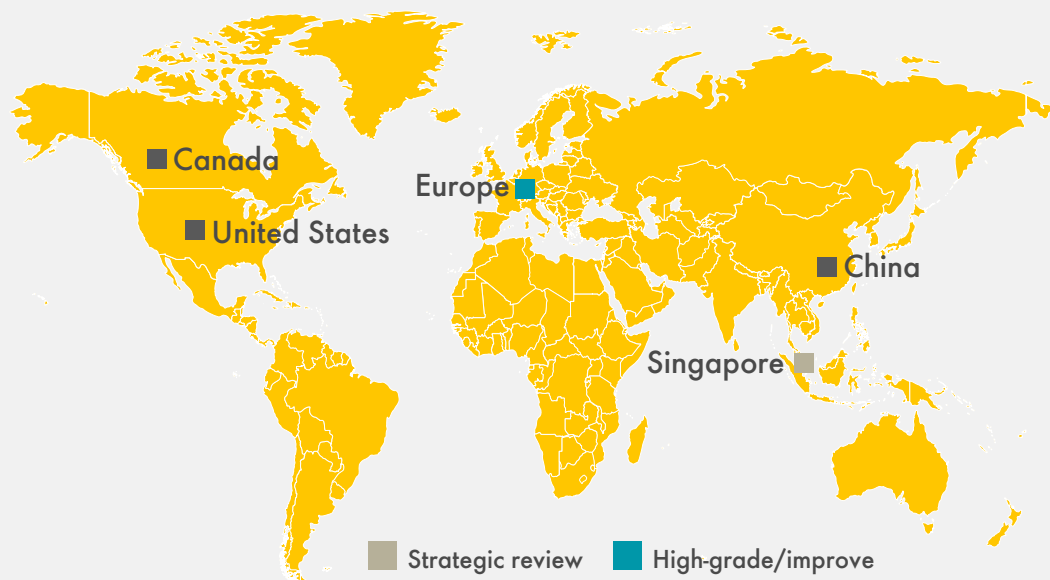 Canada
Europe
United States
China
Singapore
Strategic review
High-grade/improve